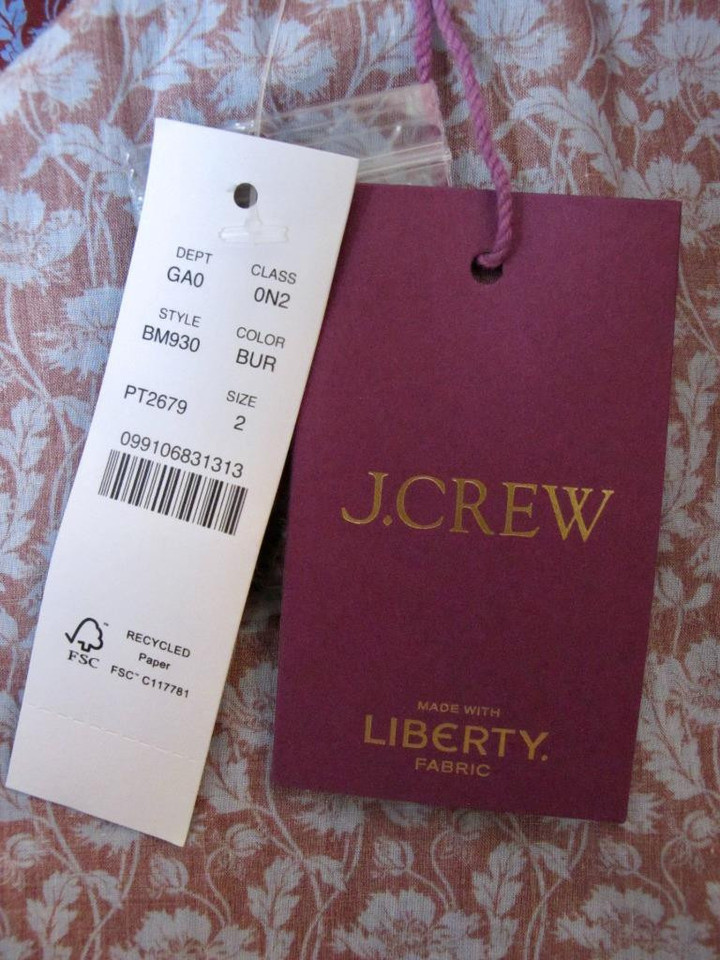 DEPT CLASS
GA0 0N2
STYLE COLOR
BM930 BUR
PT2679 SIZE
2
099106831313
FSC™ RECYCLED
Paper
FSC™ C117781
J.CREW
MADE WITH
LIBERTY.
FABRIC